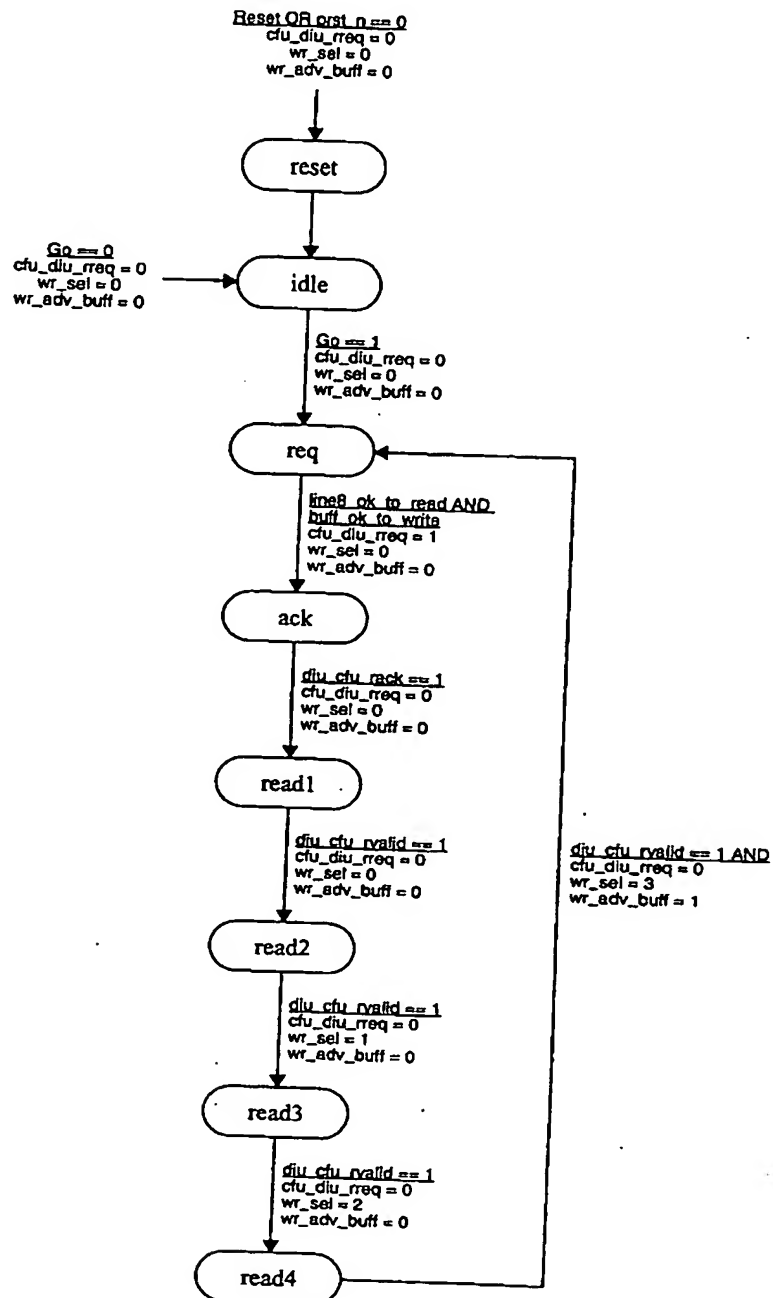 Reset OR prst_n == 0
cfu_diu_rreq = 0
wr_sel = 0
wr_adv_buff = 0
reset
Go == 0
cfu_diu_rreq = 0
wr_sel = 0
wr_adv_buff = 0
idle
Go == 1
cfu_diu_rreq = 0
wr_sel = 0
wr_adv_buff = 0
req
line8_ok_to_read AND
buff_ok_to_write
cfu_diu_rreq = 1
wr_sel = 0
wr_adv_buff = 0
ack
diu_cfu_rack == 1
cfu_diu_rreq = 0
wr_sel = 0
wr_adv_buff = 0
read1
diu_cfu_rvalid == 1
cfu_diu_rreq = 0
wr_sel = 0
wr_adv_buff = 0
diu_cfu_rvalid == 1 AND
cfu_diu_rreq = 0
wr_sel = 3
wr_adv_buff = 1
read2
diu_cfu_rvalid == 1
cfu_diu_rreq = 0
wr_sel = 1
wr_adv_buff = 0
read3
diu_cfu_rvalid == 1
cfu_diu_rreq = 0
wr_sel = 2
wr_adv_buff = 0
read4